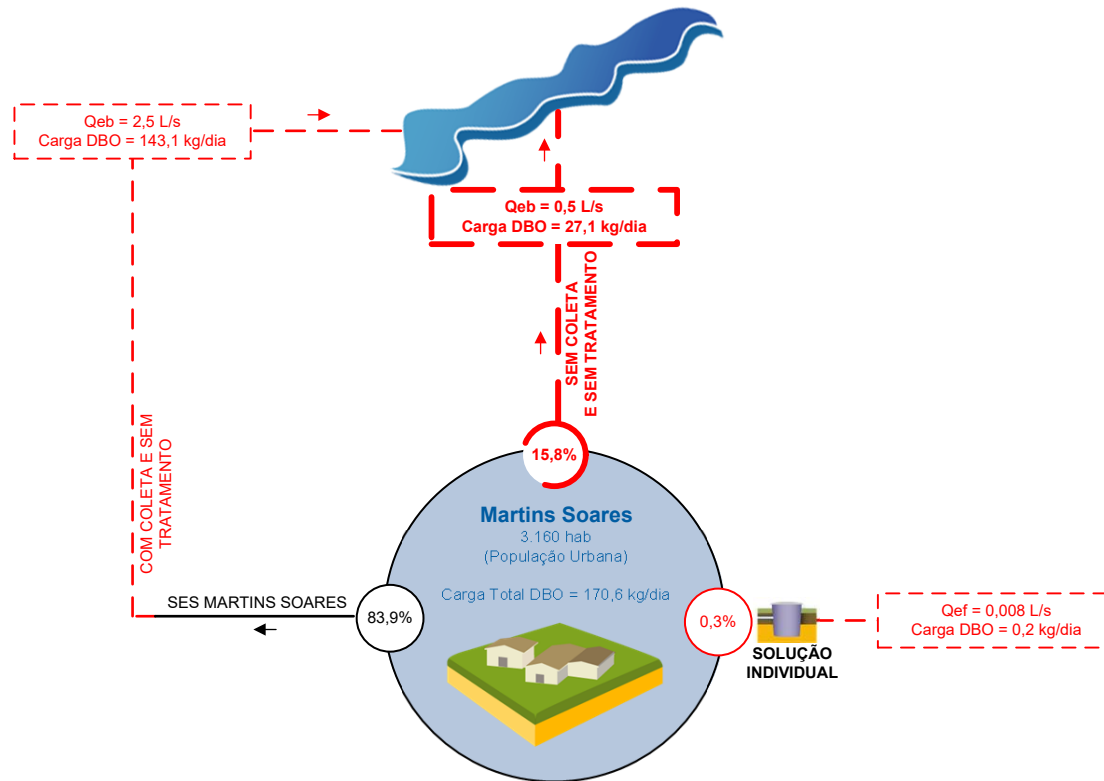 Qeb = 2,5 L/s
Carga DBO = 143,1 kg/dia
Qeb = 0,5 L/s
Carga DBO = 27,1 kg/dia
SEM COLETA
E SEM TRATAMENTO
COM COLETA E SEM
TRATAMENTO
15,8%
Martins Soares
3.160 hab
(População Urbana)
Carga Total DBO = 170,6 kg/dia
SES MARTINS SOARES
83,9%
0,3%
SOLUÇÃO
INDIVIDUAL
Qef = 0,008 L/s
Carga DBO = 0,2 kg/dia